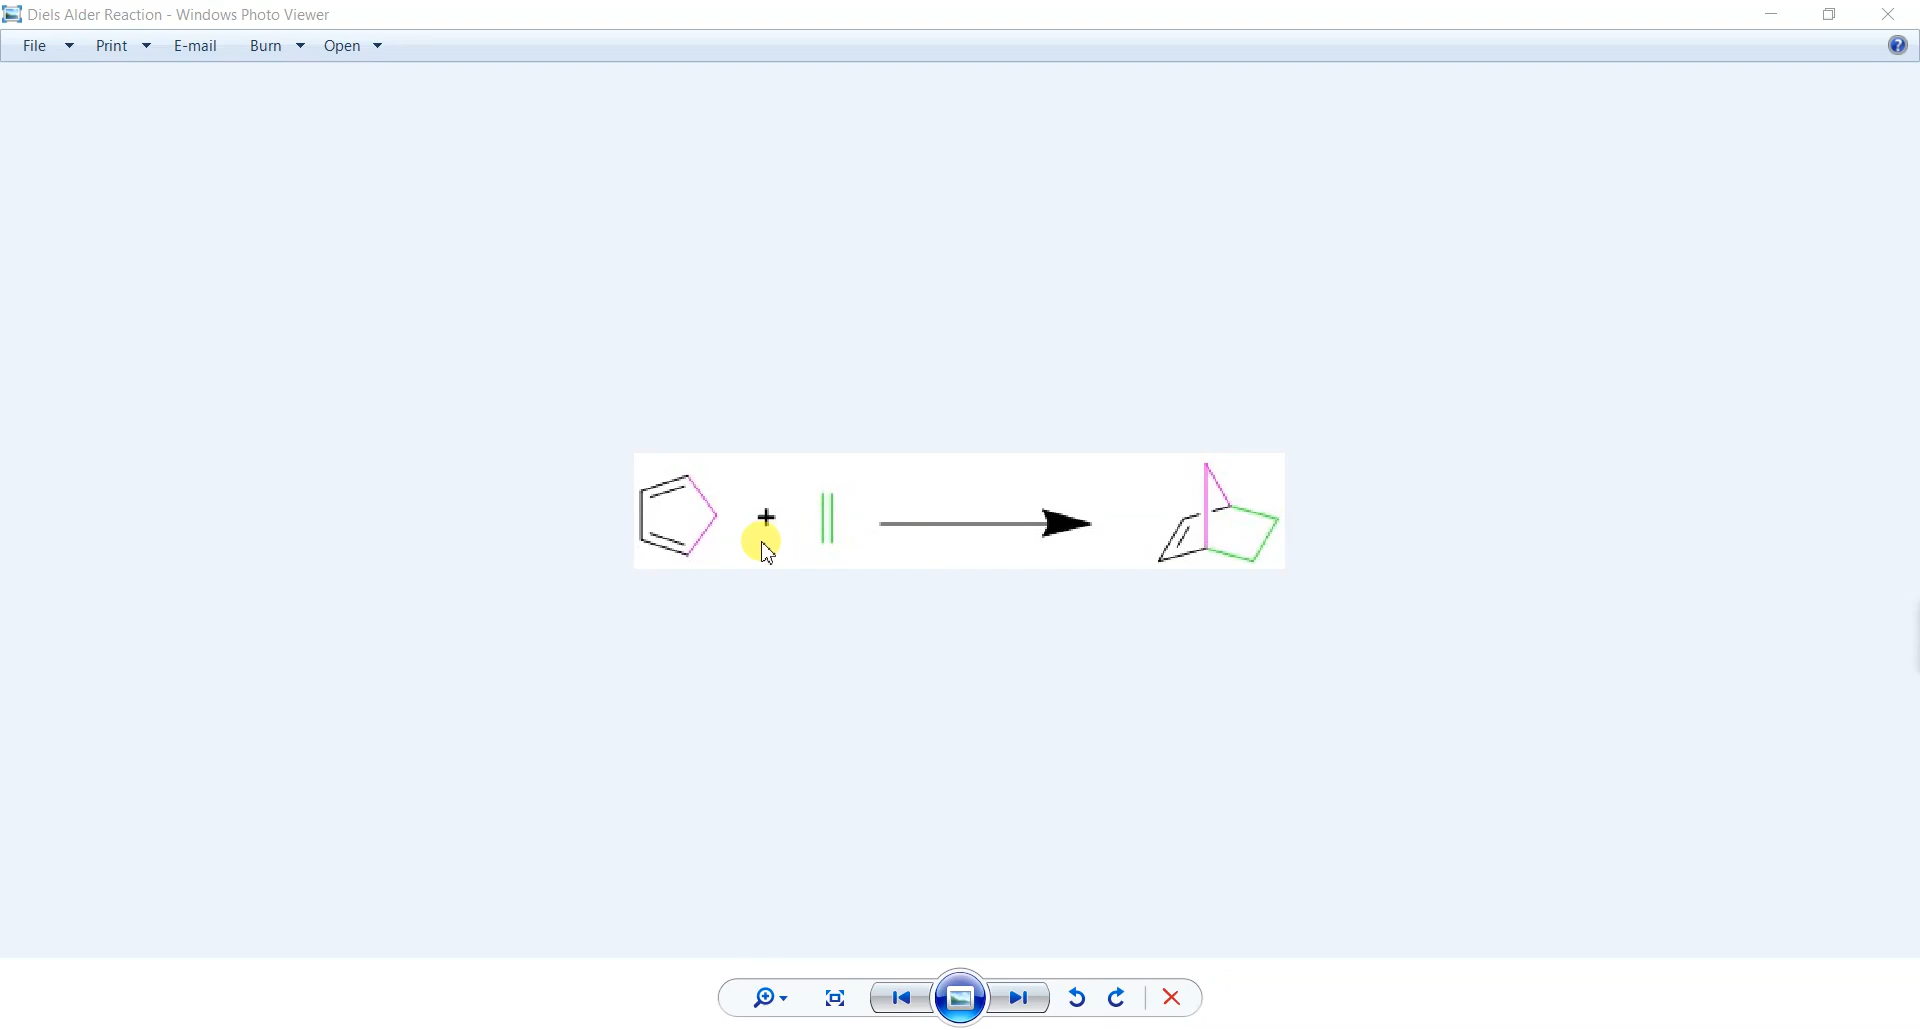 Diels Alder Reaction - Windows Photo Viewer
File Print E-mail Burn Open ?
+